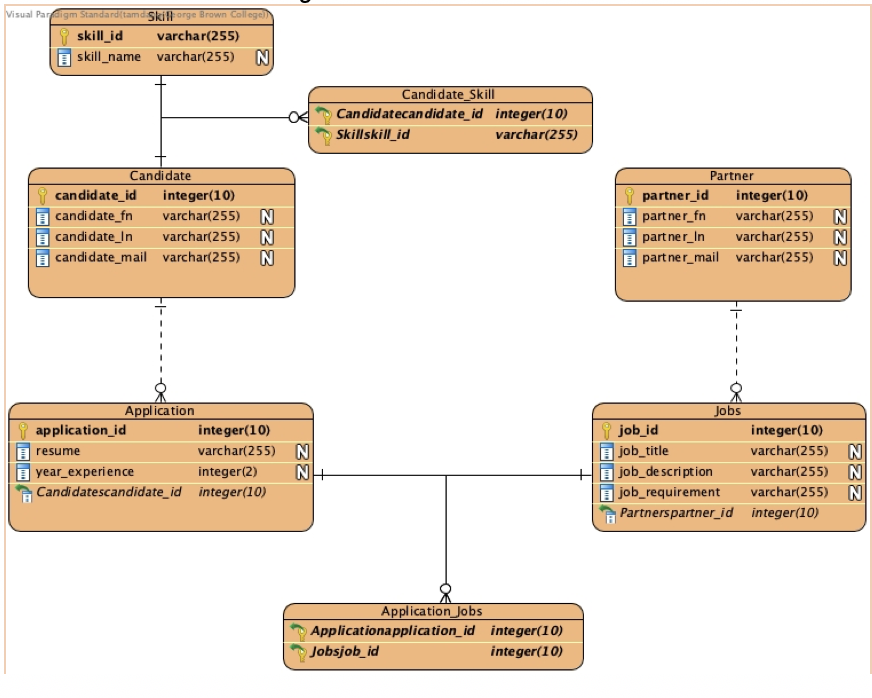 Visual Paradigm Standard(tamda George Brown College))
Skill
skill_id varchar(255)
skill_name varchar(255) N
Candidate_Skill
Candidatecandidate_id integer(10)
Skillskill_id varchar(255)
Candidate
candidate_id integer(10)
candidate_fn varchar(255) N
candidate_ln varchar(255) N
candidate_mail varchar(255) N
Partner
partner_id integer(10)
partner_fn varchar(255) N
partner_ln varchar(255) N
partner_mail varchar(255) N
Application
application_id integer(10)
resume varchar(255) N
year_experience integer(2) N
Candidatescandidate_id integer(10)
Jobs
job_id integer(10)
job_title varchar(255) N
job_description varchar(255) N
job_requirement varchar(255) N
Partnerspartner_id integer(10)
Application_Jobs
Applicationapplication_id integer(10)
Jobsjob_id integer(10)